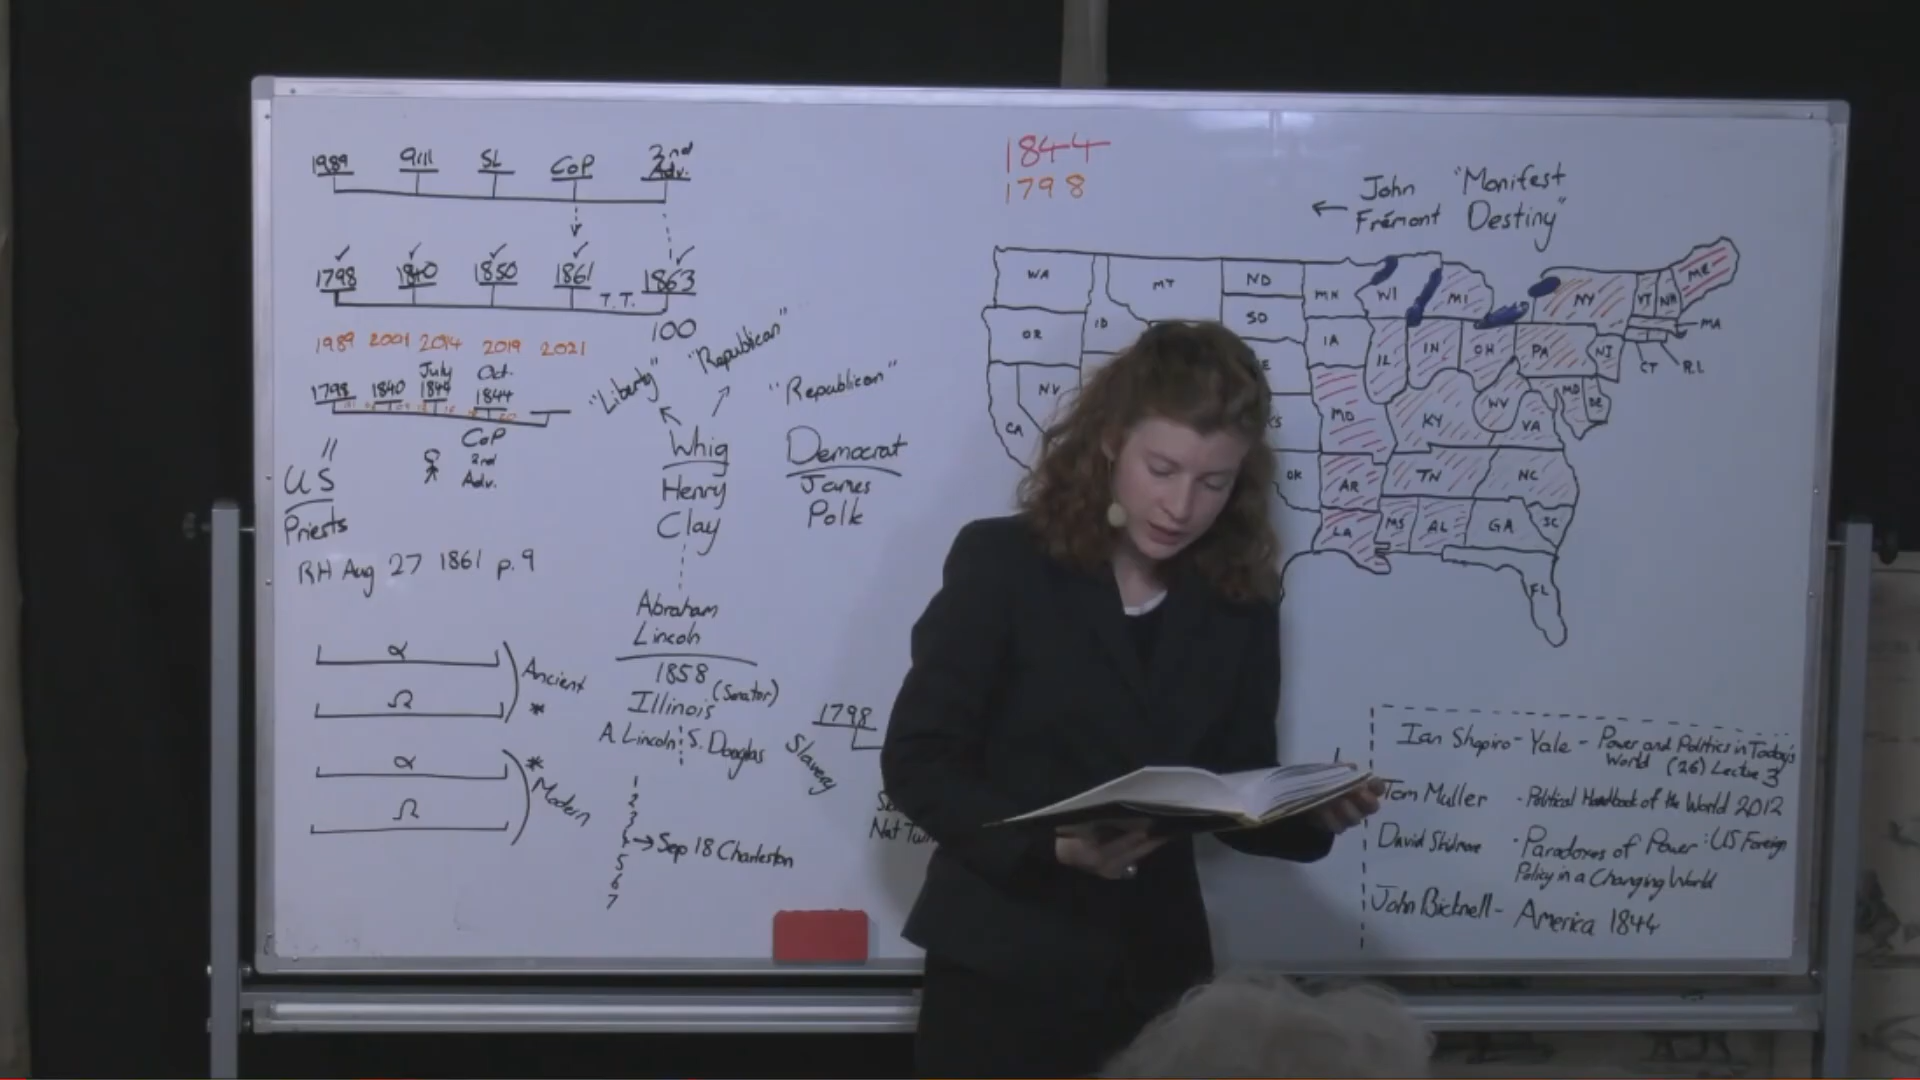 1989 9/11 SL CoP 2nd Adv.
1798 1840 1850 1861 T.T. 1863
100
1989 2001 2014 2019 2021
July Oct.
1798 1840 1844 1844
CoP
2nd
Adv.
US
Priests
RH Aug 27 1861 p.9
α
Ω
Ancient
*
α
Ω
*
Modern
"Liberty"
"Republican"
"Republican"
Whig
Henry
Clay
Democrat
James
Polk
Abraham
Lincoln
1858
(Senator)
Illinois
A. Lincoln S. Douglas
1
2
3
4 → Sep 18 Charleston
5
6
7
1798
Slavery
Nat
1844
1798
← John Frémont
"Manifest
Destiny"
WA MT ND MN WI MI NY VT NH ME
OR ID SD IA IL IN OH PA NJ MA
CT R.I.
NV CA MO KY WV VA MD DE
OK AR TN NC
LA MS AL GA SC
FL
Ian Shapiro - Yale - Power and Politics in Today's
World (26) Lecture 3
Tom Muller - Political Handbook of the World 2012
David Skidmore - Paradoxes of Power: US Foreign
Policy in a Changing World
John Bicknell - America 1844